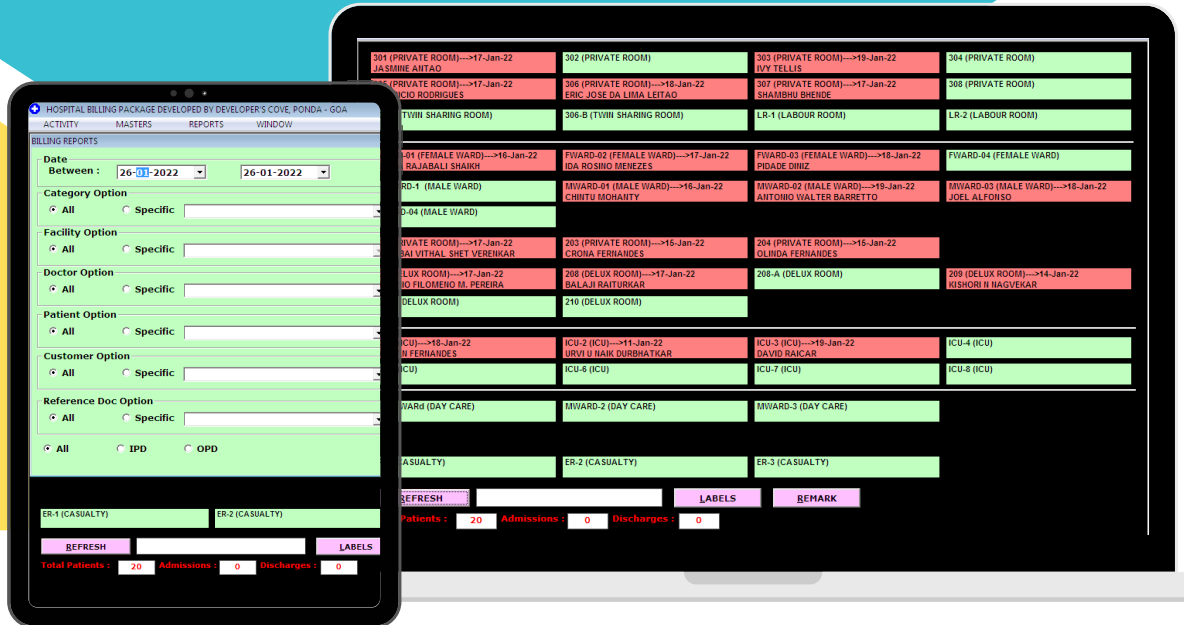 HOSPITAL BILLING PACKAGE DEVELOPED BY DEVELOPER'S COVE, PONDA - GOA
ACTIVITY MASTERS REPORTS WINDOW
BILLING REPORTS
Date
Between : 26-01-2022 26-01-2022
Category Option
All Specific
Facility Option
All Specific
Doctor Option
All Specific
Patient Option
All Specific
Customer Option
All Specific
Reference Doc Option
All Specific
All IPD OPD
ER-1 (CASUALTY) ER-2 (CASUALTY)
REFRESH LABELS
Total Patients : 20 Admissions : 0 Discharges : 0
301 (PRIVATE ROOM)--->17-Jan-22 302 (PRIVATE ROOM) 303 (PRIVATE ROOM)--->19-Jan-22 304 (PRIVATE ROOM)
JASMINE ANTAO IVY TELLIS
(PRIVATE ROOM)--->17-Jan-22 306 (PRIVATE ROOM)--->18-Jan-22 307 (PRIVATE ROOM)--->17-Jan-22 308 (PRIVATE ROOM)
RODRIGUES ERIC JOSE DA LIMA LEITAO SHAMBHU BHENDE
(TWIN SHARING ROOM) 306-B (TWIN SHARING ROOM) LR-1 (LABOUR ROOM) LR-2 (LABOUR ROOM)
-01 (FEMALE WARD)--->16-Jan-22 FWARD-02 (FEMALE WARD)--->17-Jan-22 FWARD-03 (FEMALE WARD)--->18-Jan-22 FWARD-04 (FEMALE WARD)
RAJABALI SHAIKH IDA ROSINO MENEZES PIDADE DINIZ
RD-1 (MALE WARD) MWARD-01 (MALE WARD)--->16-Jan-22 MWARD-02 (MALE WARD)--->19-Jan-22 MWARD-03 (MALE WARD)--->18-Jan-22
CHINTU MOHANTY ANTONIO WALTER BARRETTO JOEL ALFONSO
D-04 (MALE WARD)
ROOM)--->17-Jan-22 203 (PRIVATE ROOM)--->15-Jan-22 204 (PRIVATE ROOM)--->15-Jan-22
BAI VITHAL SHET VERENKAR CRONA FERNANDES OLINDA FERNANDES
ROOM)--->17-Jan-22 208 (DELUX ROOM)--->17-Jan-22 208-A (DELUX ROOM) 209 (DELUX ROOM)--->14-Jan-22
IO FILOMENO M. PEREIRA BALAJI RAITURKAR KISHORI N NAGVEKAR
(DELUX ROOM) 210 (DELUX ROOM)
ICU)--->18-Jan-22 ICU-2 (ICU)--->11-Jan-22 ICU-3 (ICU)--->19-Jan-22 ICU-4 (ICU)
N FERNANDES URVI U NAIK DURBHATKAR DAVID RAICAR
ICU) ICU-6 (ICU) ICU-7 (ICU) ICU-8 (ICU)
WARd (DAY CARE) MWARD-2 (DAY CARE) MWARD-3 (DAY CARE)
ASUALTY) ER-2 (CASUALTY) ER-3 (CASUALTY)
REFRESH LABELS REMARK
Patients : 20 Admissions : 0 Discharges : 0